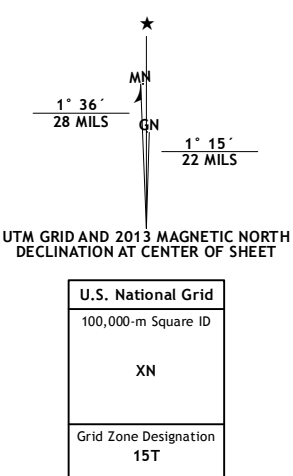 ★
MN
1° 36´
28 MILS
GN
1° 15´
22 MILS
UTM GRID AND 2013 MAGNETIC NORTH
DECLINATION AT CENTER OF SHEET
U.S. National Grid
100,000-m Square ID
XN
Grid Zone Designation
15T